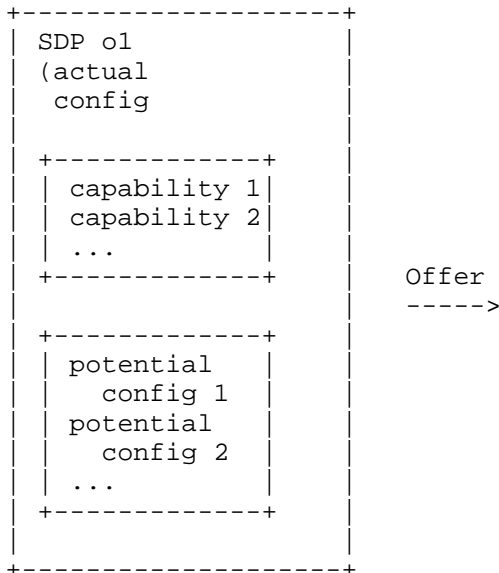 SDP o1
(actual
config
capability 1
capability 2
...
Offer
----->
potential
config 1
potential
config 2
...